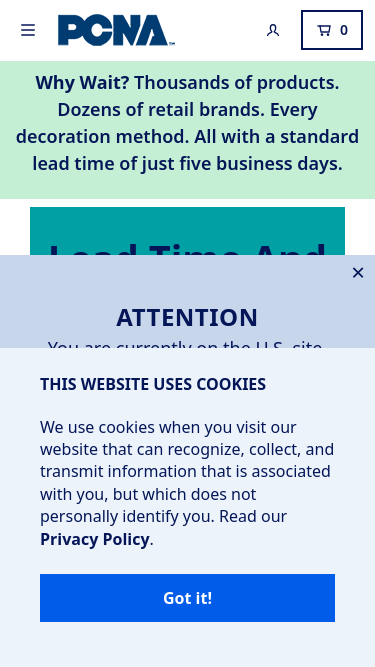 PCNA™
0
Why Wait? Thousands of products.
Dozens of retail brands. Every
decoration method. All with a standard
lead time of just five business days.
Lead Time And
ATTENTION
You are currently on the U.S. site
THIS WEBSITE USES COOKIES
We use cookies when you visit our
website that can recognize, collect, and
transmit information that is associated
with you, but which does not
personally identify you. Read our
Privacy Policy.
Got it!